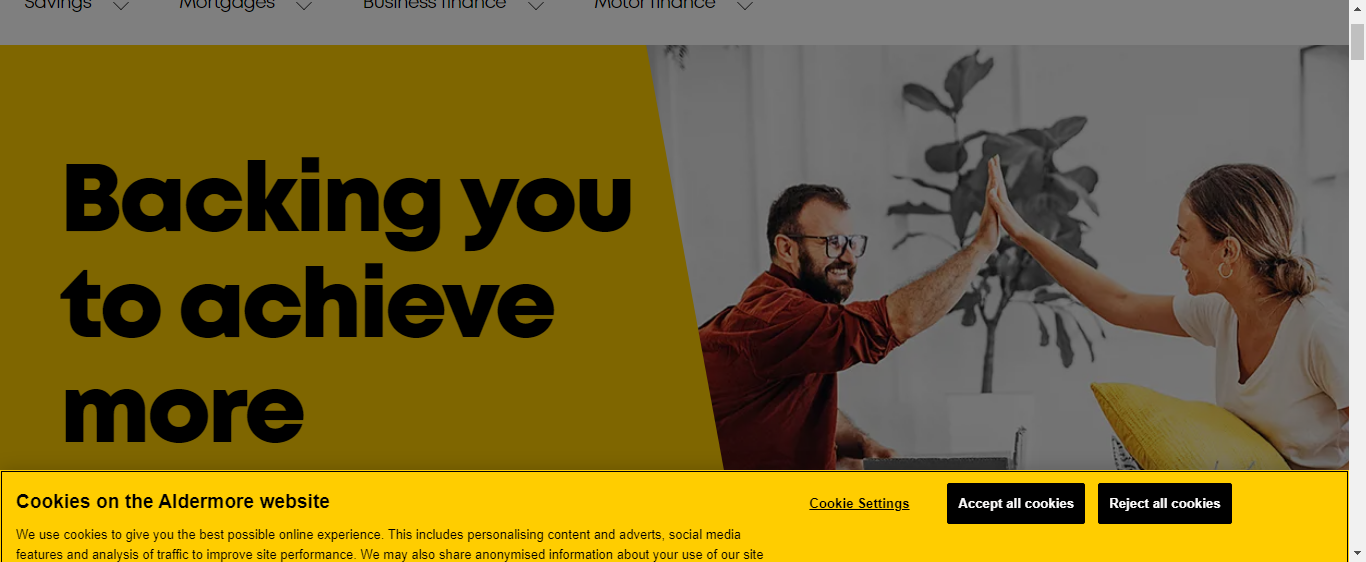 Savings
Mortgages
Business finance
Motor finance
Backing you
to achieve
more
Cookies on the Aldermore website
We use cookies to give you the best possible online experience. This includes personalising content and adverts, social media
features and analysis of traffic to improve site performance. We may also share anonymised information about your use of our site
Cookie Settings
Accept all cookies
Reject all cookies